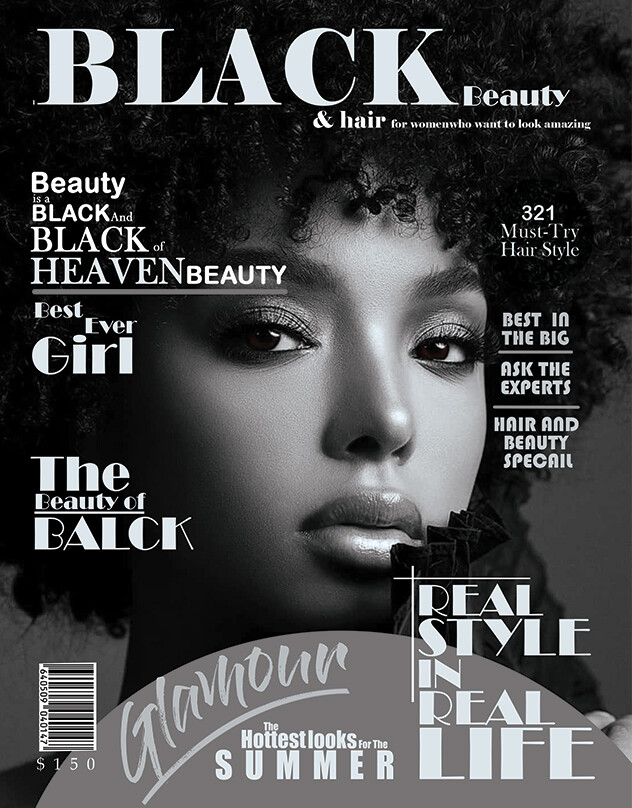 BLACK Beauty
& hair for womenwho want to look amazing
Beauty
is a
BLACK And
BLACK of
HEAVEN BEAUTY
Best
Ever
Girl
The
Beauty of
BALCK
321
Must-Try
Hair Style
BEST IN
THE BIG
ASK THE
EXPERTS
HAIR AND
BEAUTY
SPECAIL
REAL
STYLE
IN
REAL
LIFE
Glamour
The
Hottest looks For The
SUMMER
640509 040147
$150